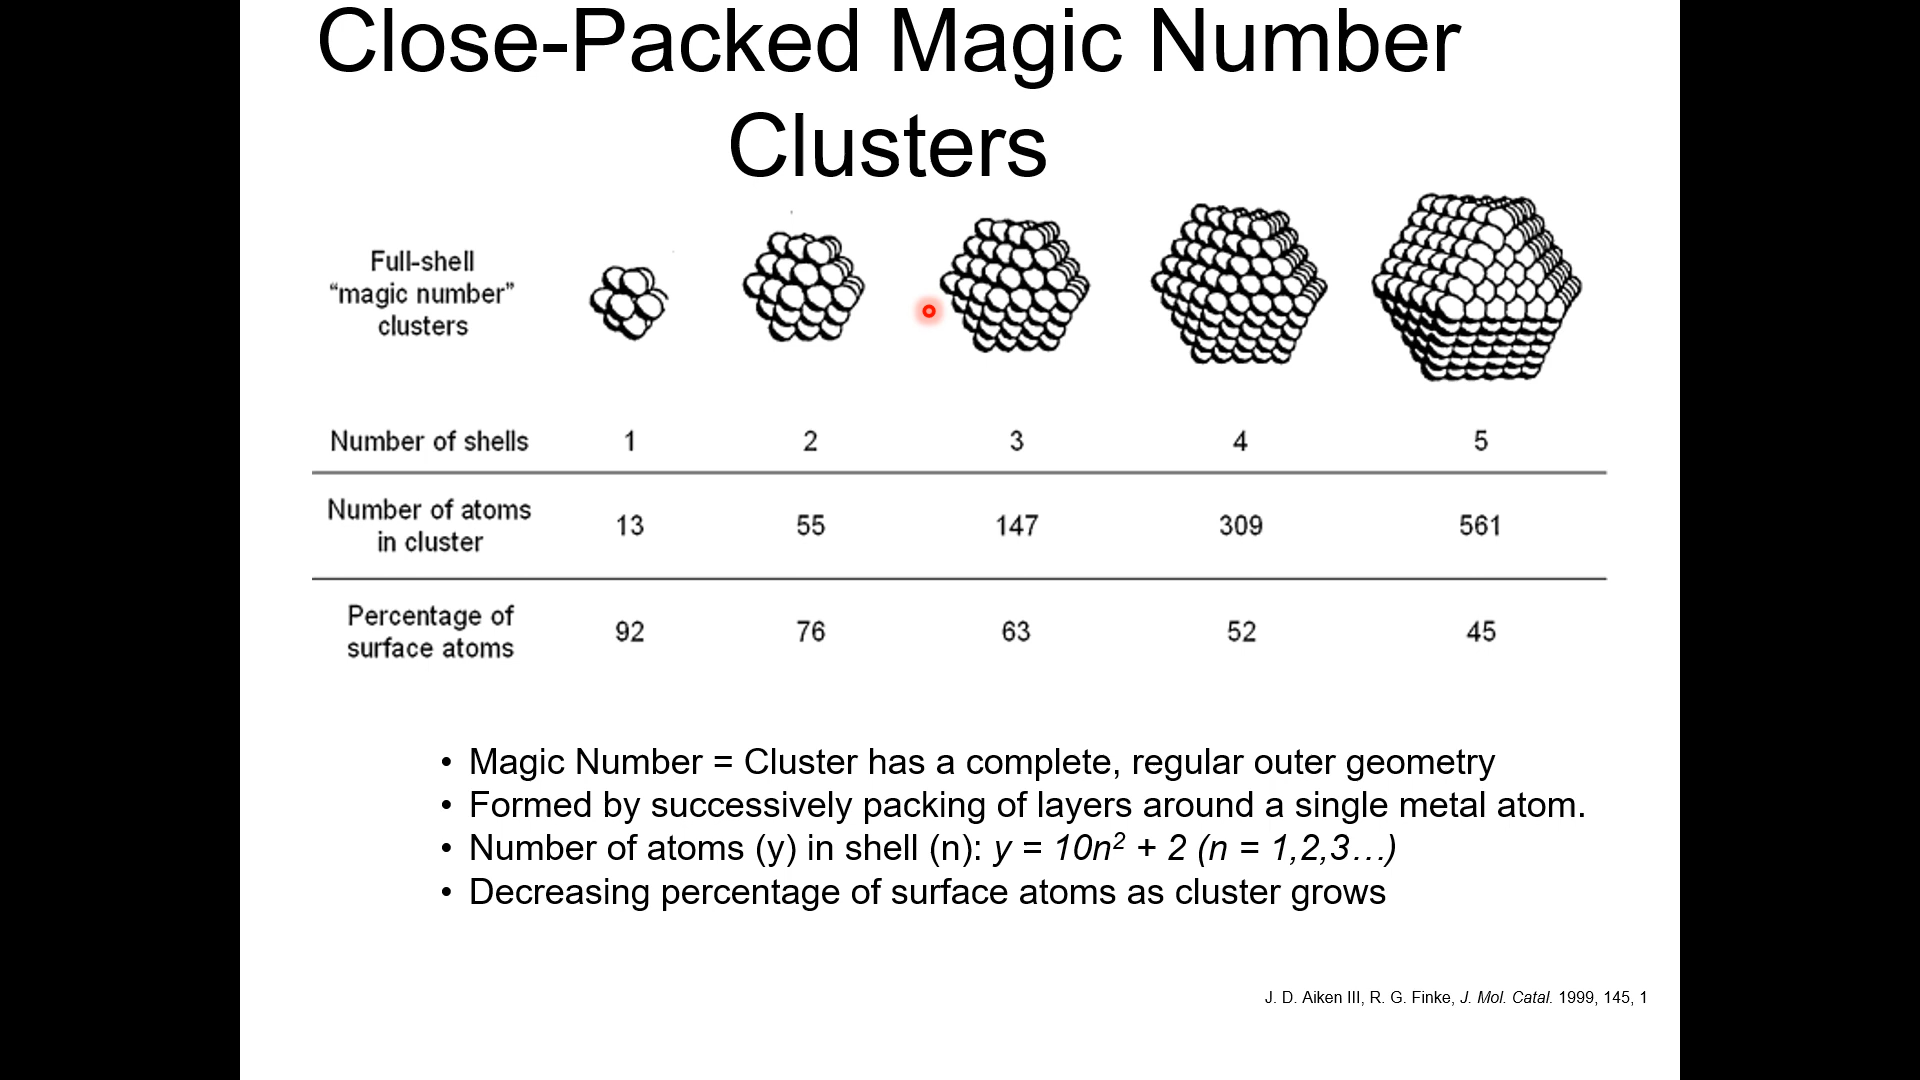 Close-Packed Magic Number
Clusters
Full-shell
“magic number”
clusters
Number of shells 1 2 3 4 5
Number of atoms
in cluster 13 55 147 309 561
Percentage of
surface atoms 92 76 63 52 45
• Magic Number = Cluster has a complete, regular outer geometry
• Formed by successively packing of layers around a single metal atom.
• Number of atoms (y) in shell (n): y = 10n² + 2 (n = 1,2,3…)
• Decreasing percentage of surface atoms as cluster grows
J. D. Aiken III, R. G. Finke, J. Mol. Catal. 1999, 145, 1